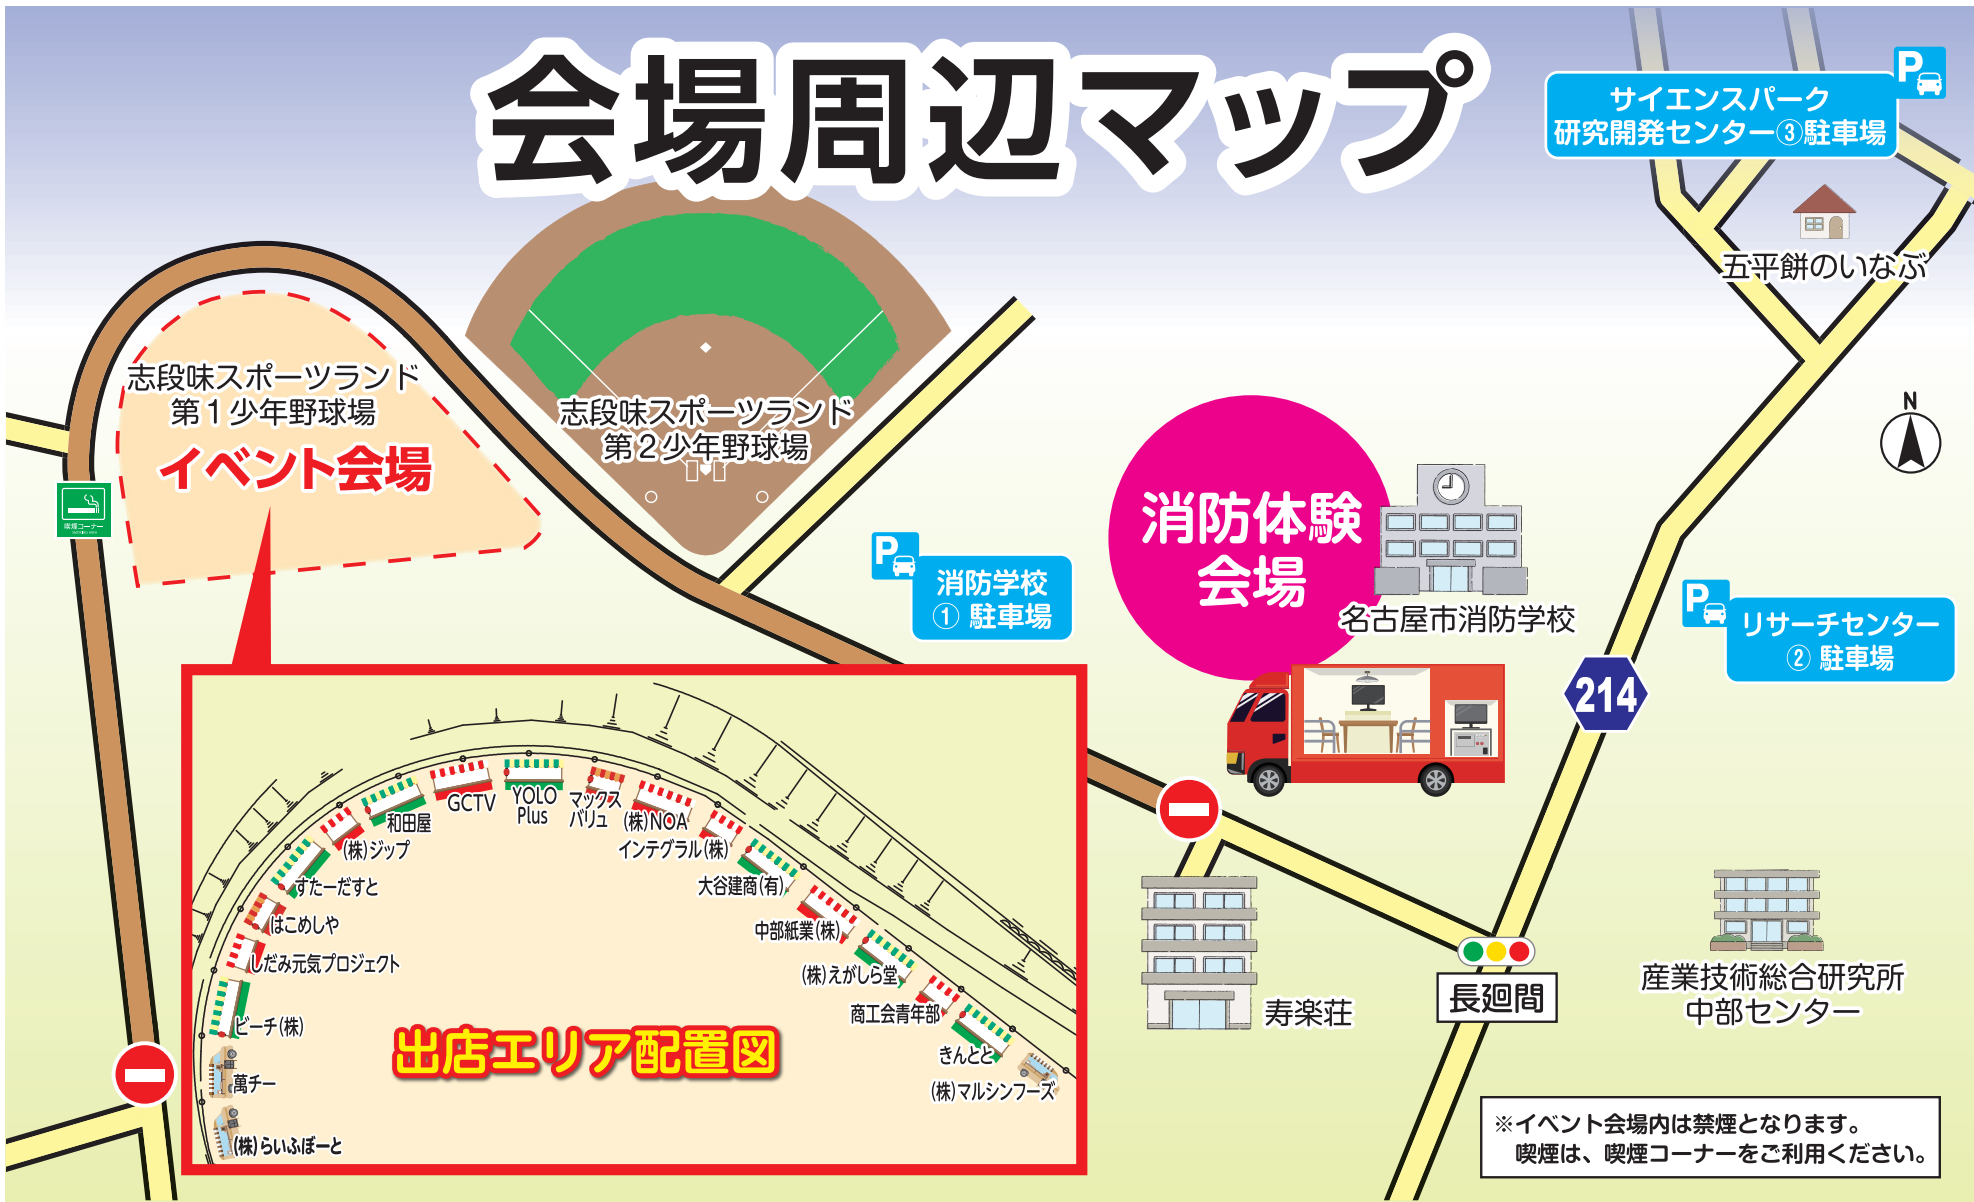 会場周辺マップ
P
サイエンスパーク
研究開発センター③駐車場
五平餅のいなぶ
志段味スポーツランド
第1少年野球場
イベント会場
志段味スポーツランド
第2少年野球場
N
喫煙コーナー
消防体験
会場
名古屋市消防学校
P
消防学校
① 駐車場
P
リサーチセンター
② 駐車場
214
GCTV
YOLO
Plus
マックス
バリュ
(株)NOA
和田屋
(株)ジップ
インテグラル(株)
すたーだすと
大谷建商(有)
はこめしや
中部紙業(株)
しだみ元気プロジェクト
(株)えがしら堂
ビーチ(株)
商工会青年部
出店エリア配置図
きんとと
萬チー
(株)マルシンフーズ
(株)らいふぽーと
寿楽荘
長廻間
産業技術総合研究所
中部センター
※イベント会場内は禁煙となります。
喫煙は、喫煙コーナーをご利用ください。